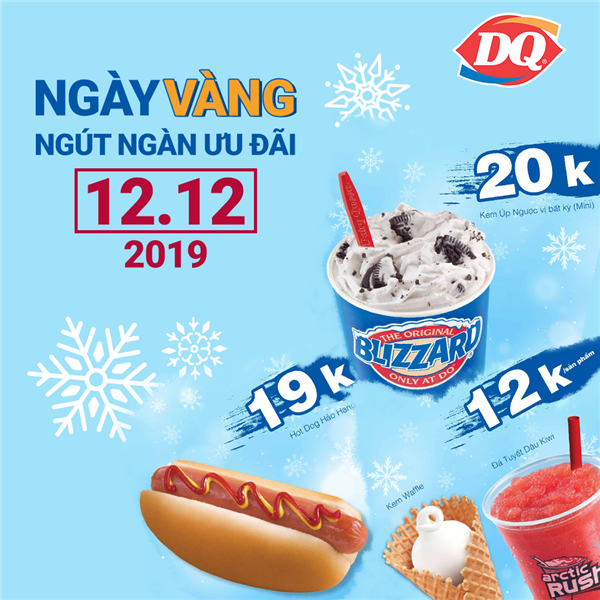 DQ
NGÀY VÀNG
NGÚT NGÀN ƯU ĐÃI
12.12
2019
20 k
Kem Úp Ngược vị bất kỳ (Mini)
THE ORIGINAL
BLIZZARD
ONLY AT DQ
19 k
Hot Dog Hảo Hạng
12 k /sản phẩm
Đá Tuyết Dâu Kiwi
Kem Waffle
arctic
RUSH